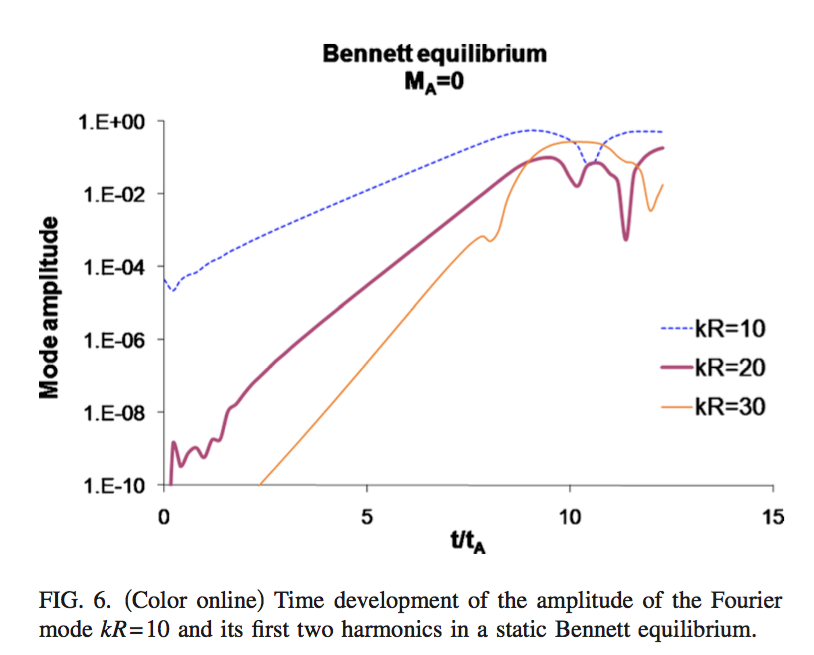 Bennett equilibrium
M_A=0
1.E+00
1.E-02
1.E-04
1.E-06
1.E-08
1.E-10
Mode amplitude
0
5
10
15
t/t_A
kR=10
kR=20
kR=30
FIG. 6. (Color online) Time development of the amplitude of the Fourier
mode kR=10 and its first two harmonics in a static Bennett equilibrium.